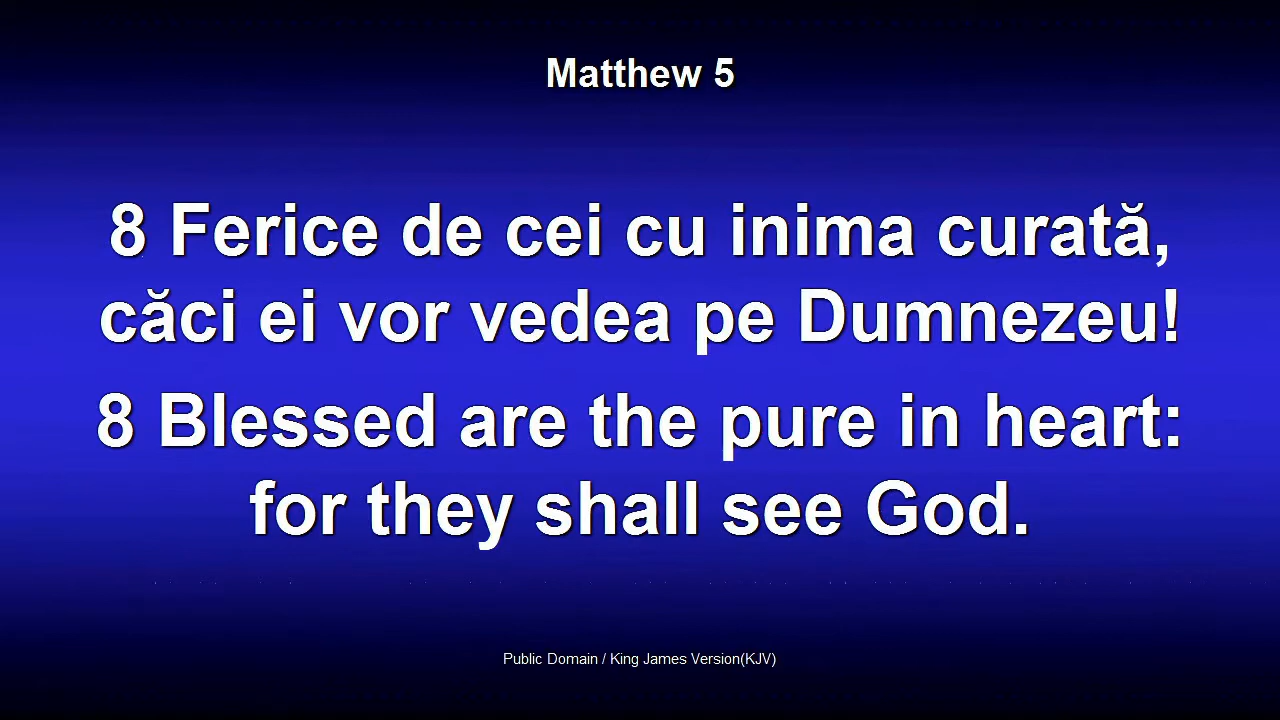 Matthew 5
8 Ferice de cei cu inima curată,
căci ei vor vedea pe Dumnezeu!
8 Blessed are the pure in heart:
for they shall see God.
Public Domain / King James Version(KJV)